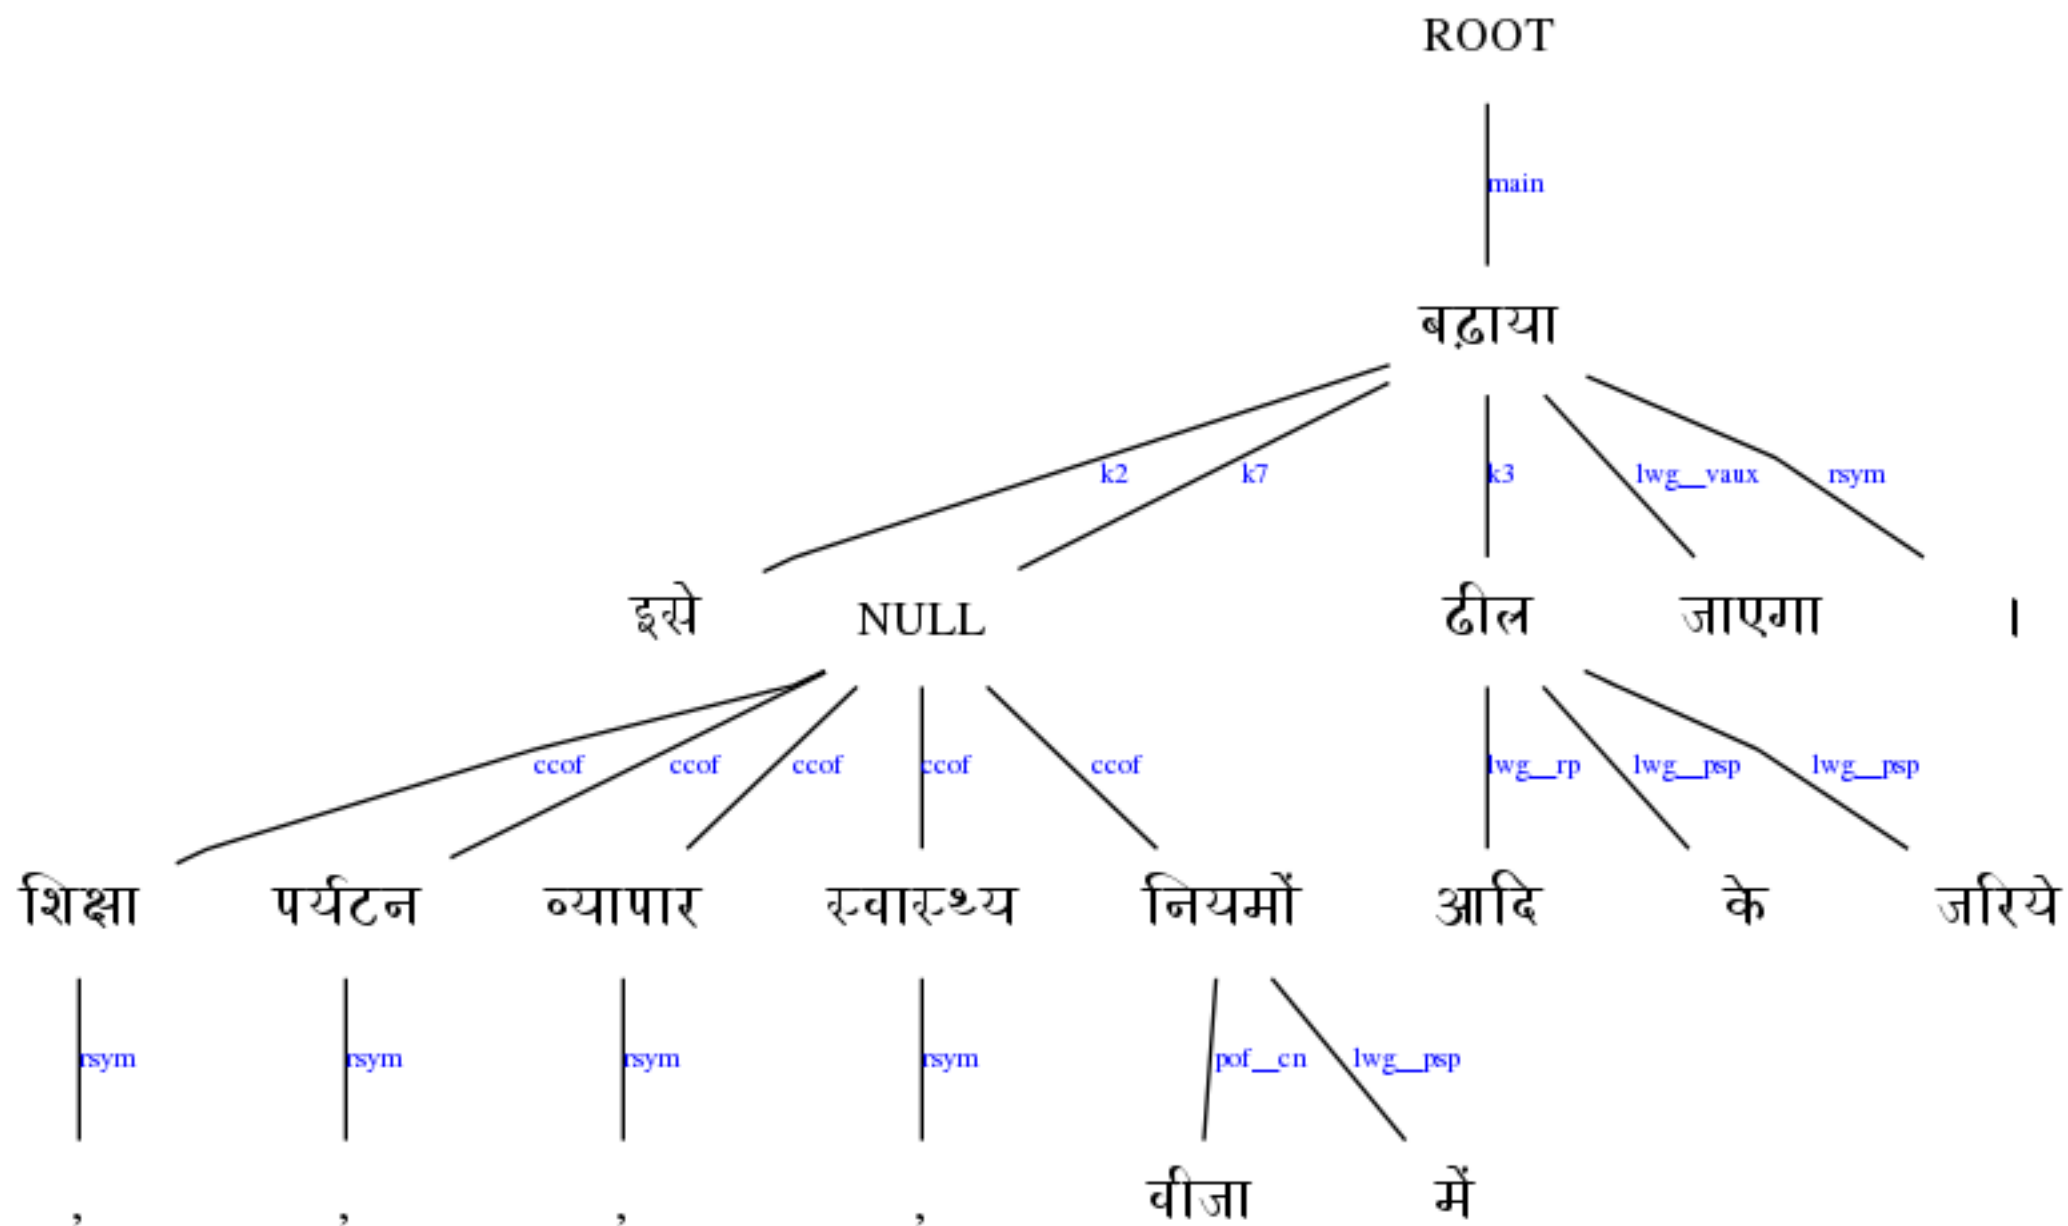 ROOT
main
बढ़ाया
k2 k7 k3 lwg__vaux rsym
इसे NULL ढील जाएगा ।
ccof ccof ccof ccof ccof lwg__rp lwg__psp lwg__psp
शिक्षा पर्यटन व्यापार स्वास्थ्य नियमों आदि के जरिये
rsym rsym rsym rsym pof__cn lwg__psp
, , , , वीजा में